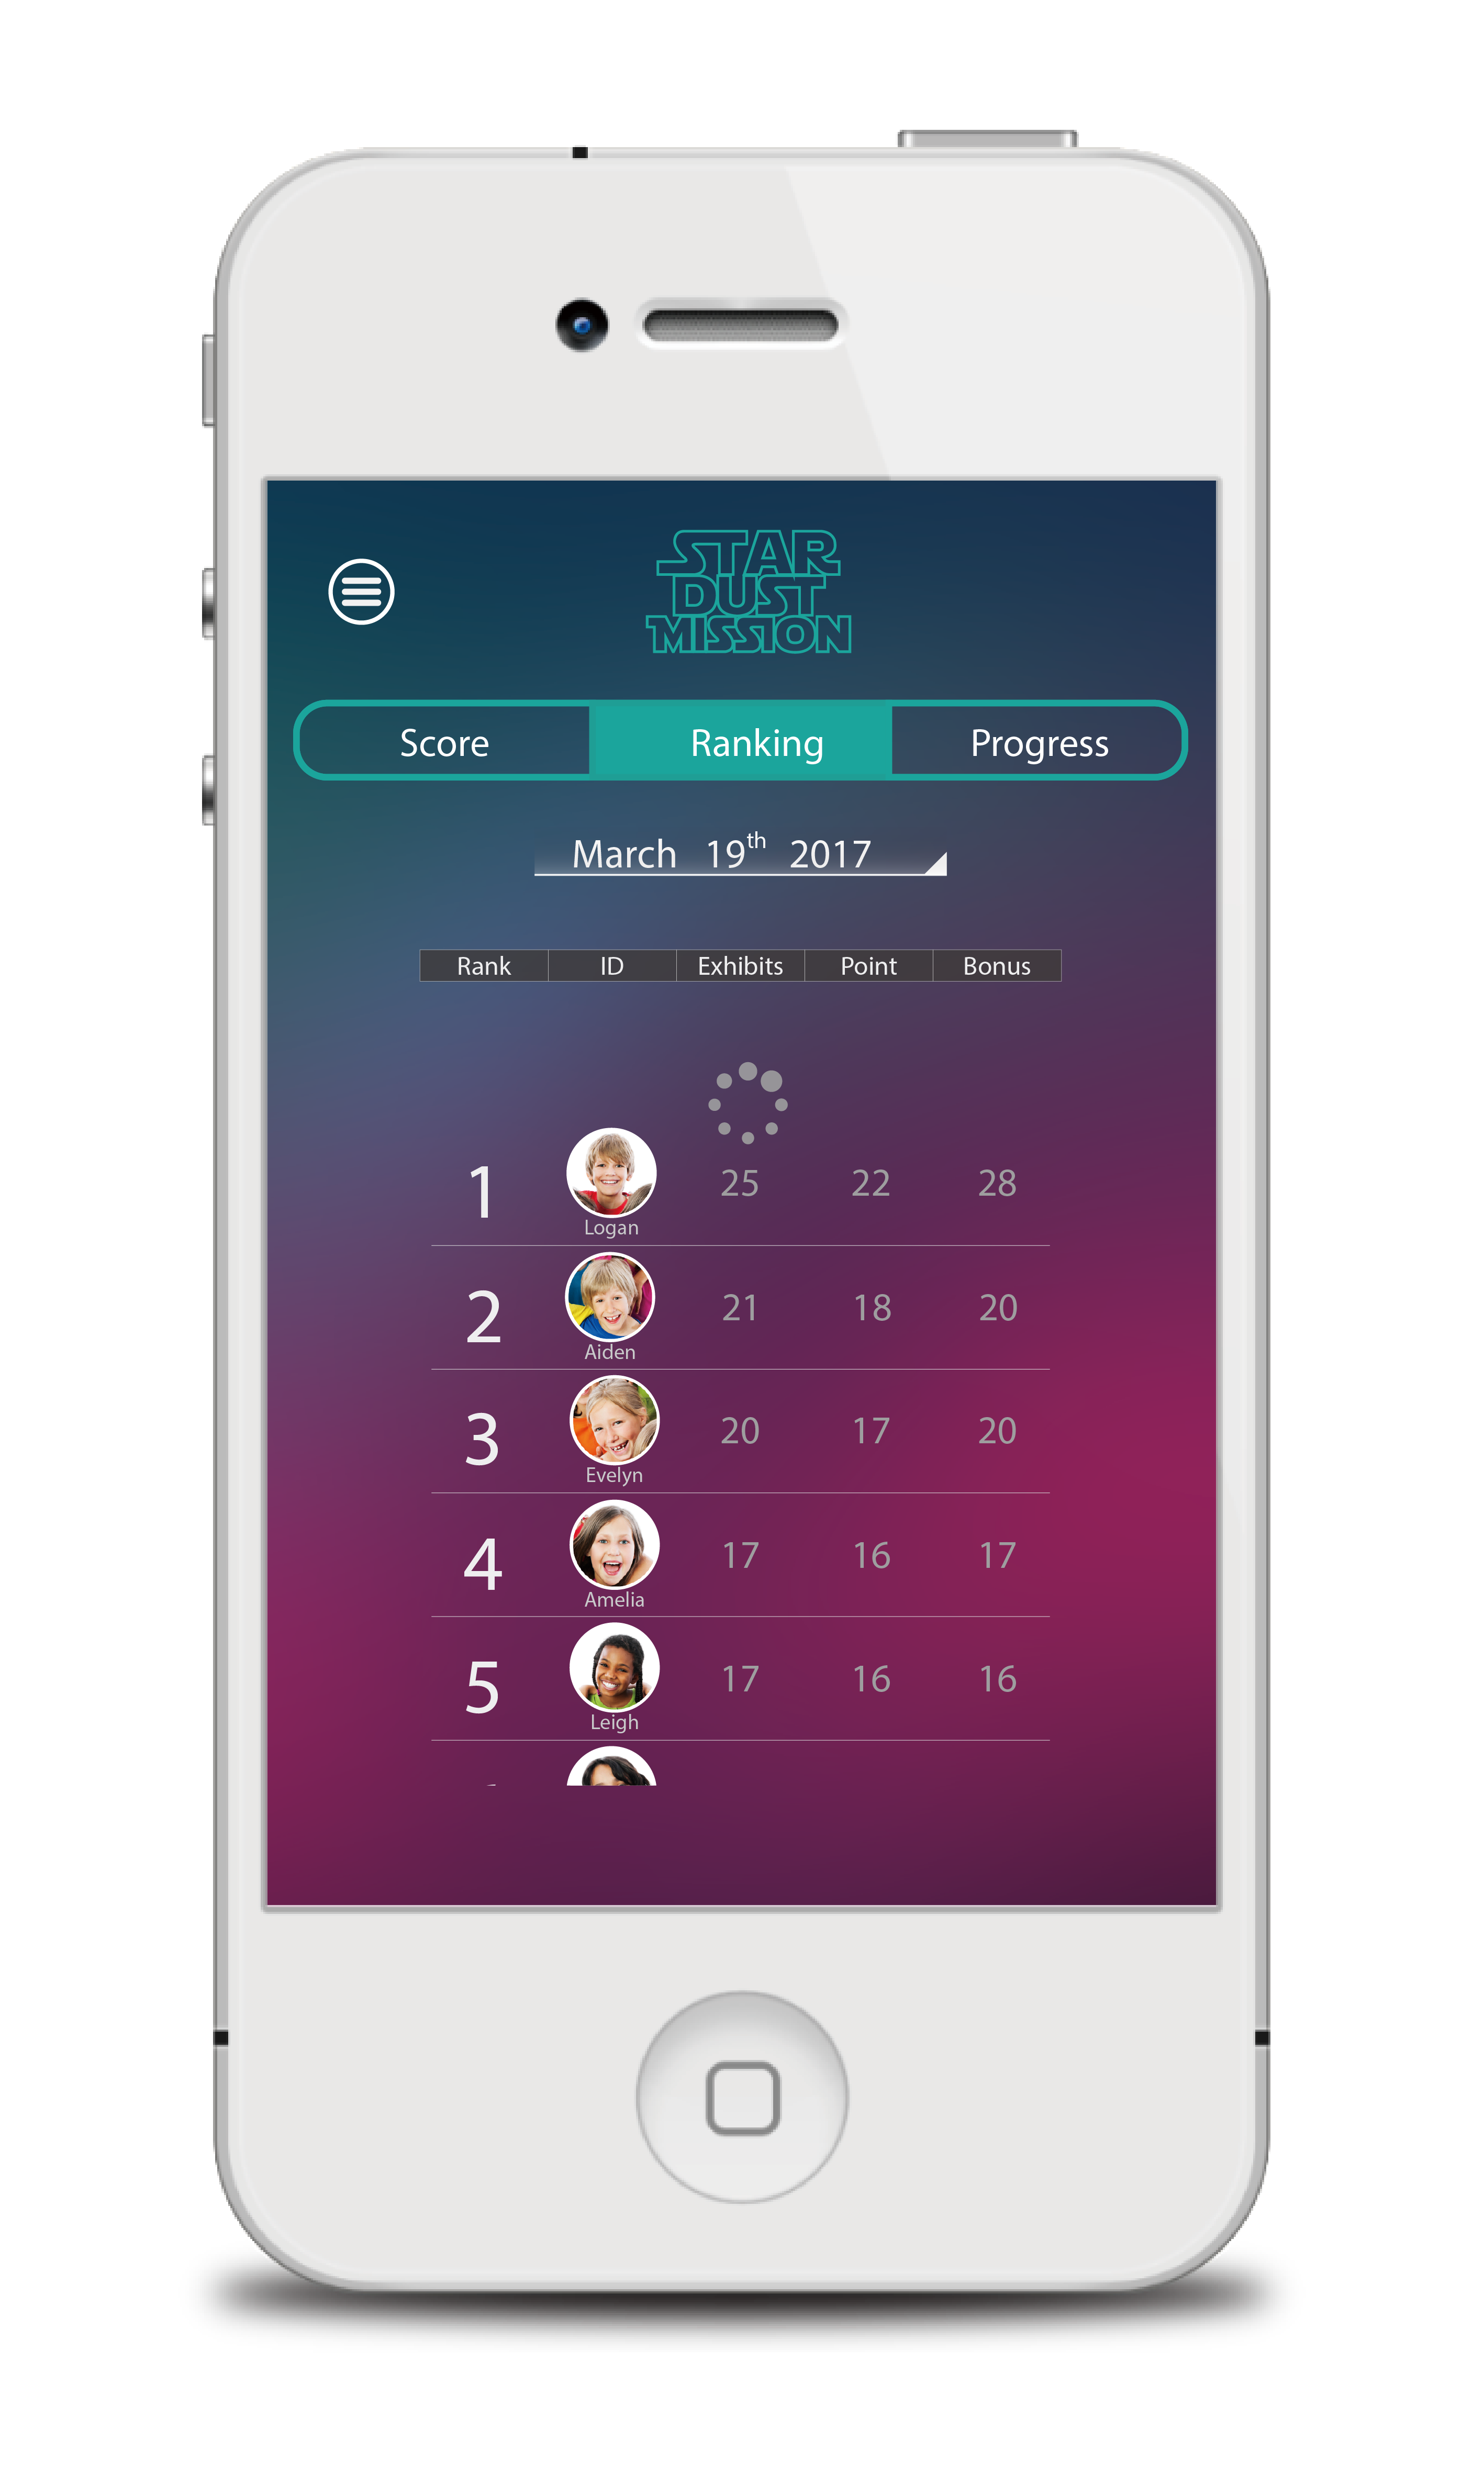 STAR
DUST
MISSION
Score Ranking Progress
March 19th 2017
Rank ID Exhibits Point Bonus
1 25 22 28
Logan
2 21 18 20
Aiden
3 20 17 20
Evelyn
4 17 16 17
Amelia
5 17 16 16
Leigh